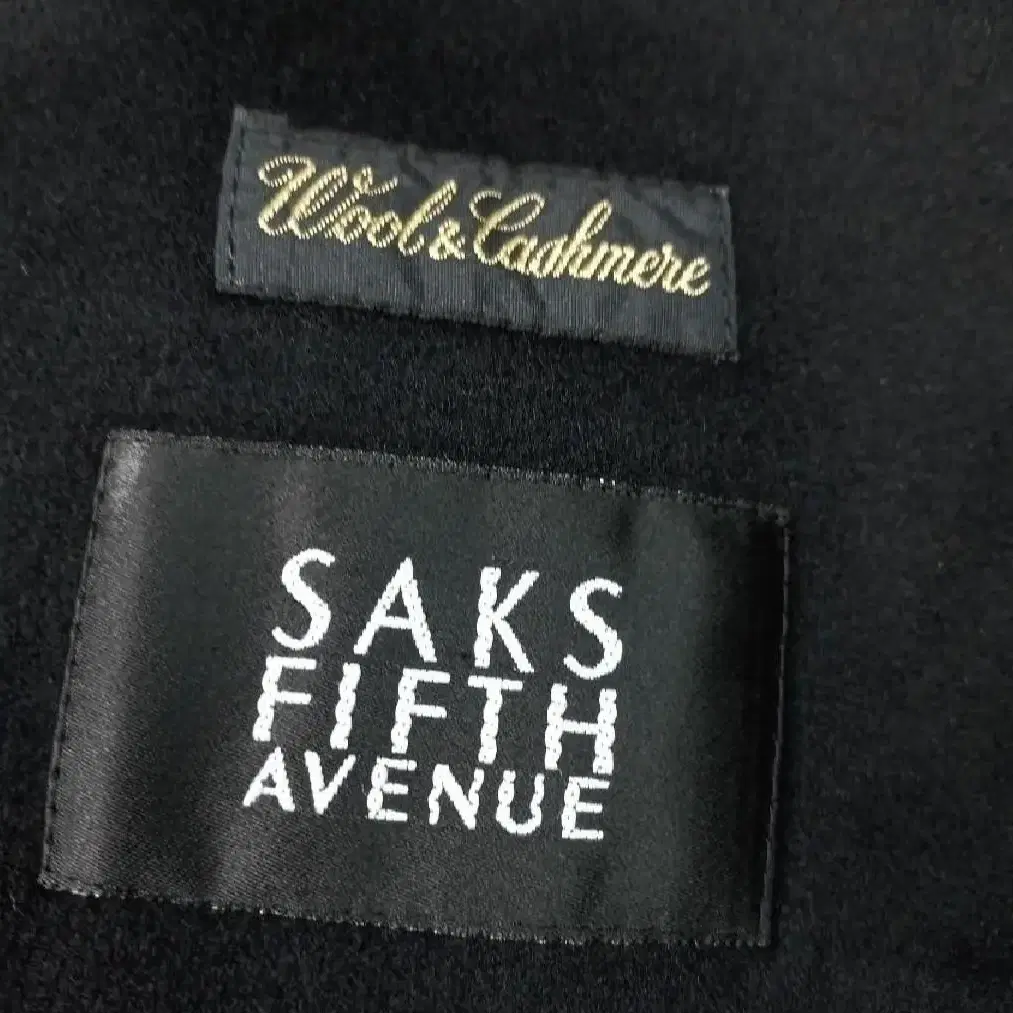 Wool & Cashmere
SAKS
FIFTH
AVENUE